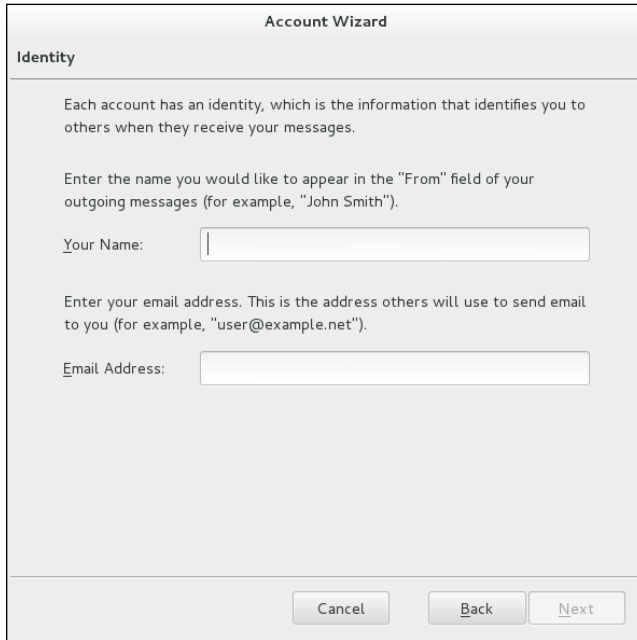 Account Wizard
Identity
Each account has an identity, which is the information that identifies you to
others when they receive your messages.
Enter the name you would like to appear in the "From" field of your
outgoing messages (for example, "John Smith").
Your Name:
Enter your email address. This is the address others will use to send email
to you (for example, "user@example.net").
Email Address:
Cancel
Back
Next